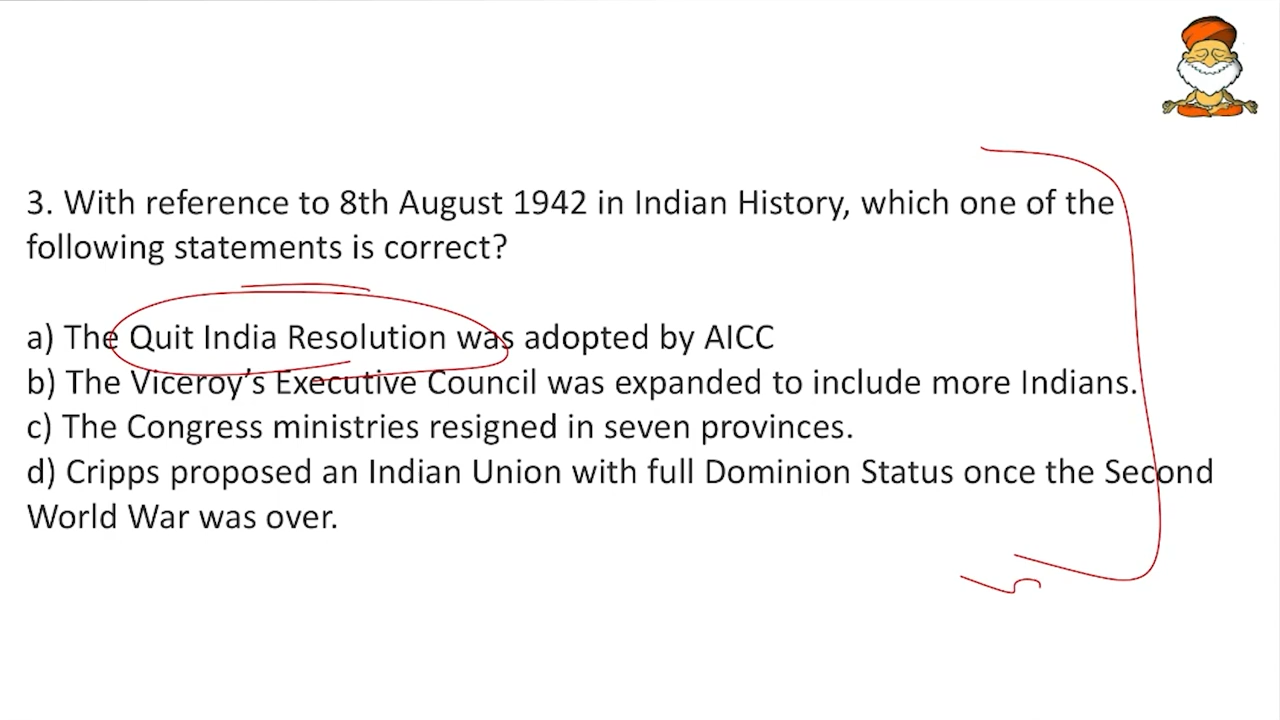 3. With reference to 8th August 1942 in Indian History, which one of the
following statements is correct?
a) The Quit India Resolution was adopted by AICC
b) The Viceroy’s Executive Council was expanded to include more Indians.
c) The Congress ministries resigned in seven provinces.
d) Cripps proposed an Indian Union with full Dominion Status once the Second
World War was over.